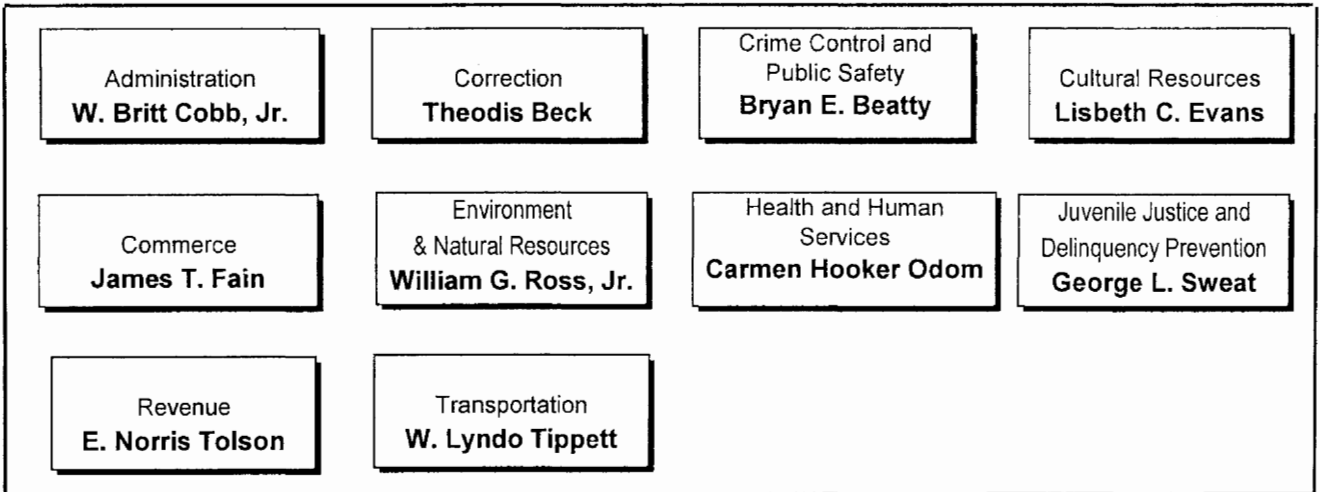 Administration
W. Britt Cobb, Jr.
Correction
Theodis Beck
Crime Control and
Public Safety
Bryan E. Beatty
Cultural Resources
Lisbeth C. Evans
Commerce
James T. Fain
Environment
& Natural Resources
William G. Ross, Jr.
Health and Human
Services
Carmen Hooker Odom
Juvenile Justice and
Delinquency Prevention
George L. Sweat
Revenue
E. Norris Tolson
Transportation
W. Lyndo Tippett